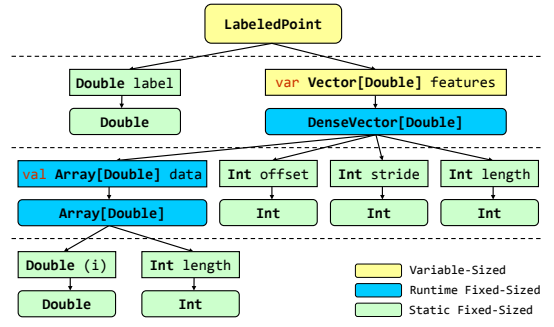 LabeledPoint
Double label
var Vector[Double] features
Double
DenseVector[Double]
val Array[Double] data
Int offset
Int stride
Int length
Array[Double]
Int
Int
Int
Double (i)
Int length
Double
Int
Variable-Sized
Runtime Fixed-Sized
Static Fixed-Sized